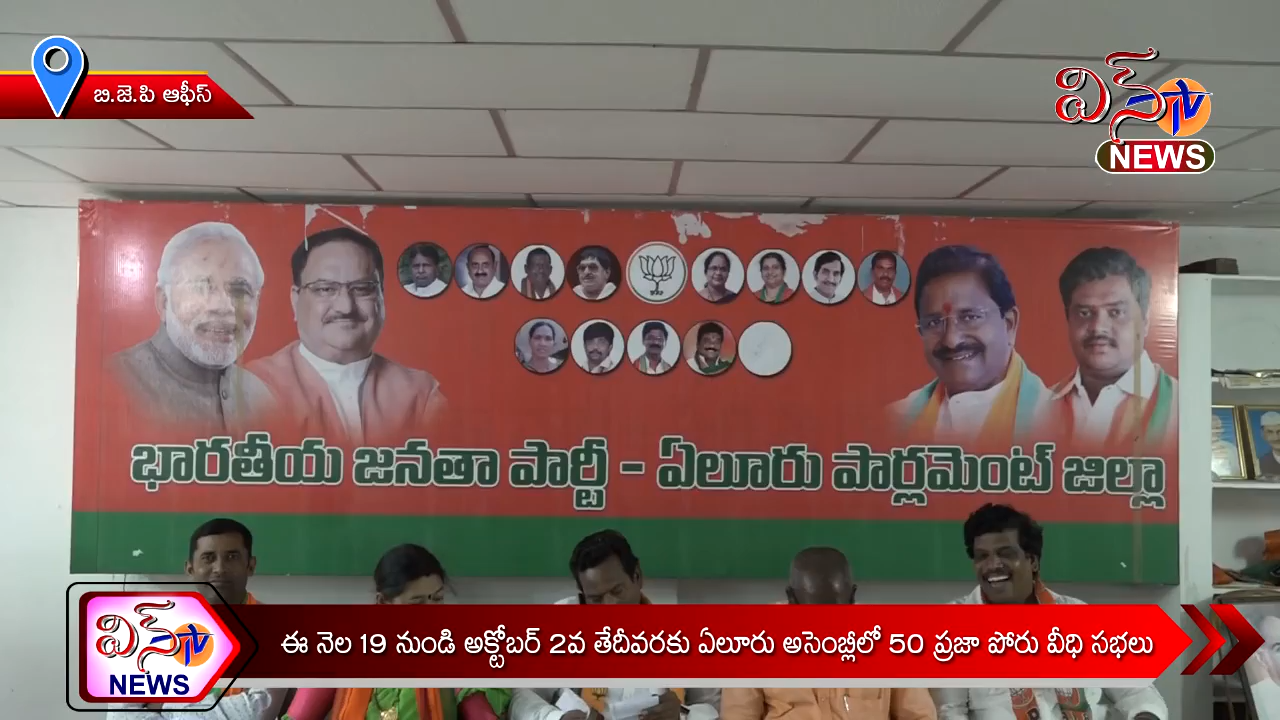 బి.జె.పి ఆఫీస్
విన్ TV
NEWS
భారతీయ జనతా పార్టీ - ఏలూరు పార్లమెంట్ జిల్లా
విన్ TV
NEWS
ఈ నెల 19 నుండి అక్టోబర్ 2వ తేదీవరకు ఏలూరు అసెంబ్లీలో 50 ప్రజా పోరు వీధి సభలు